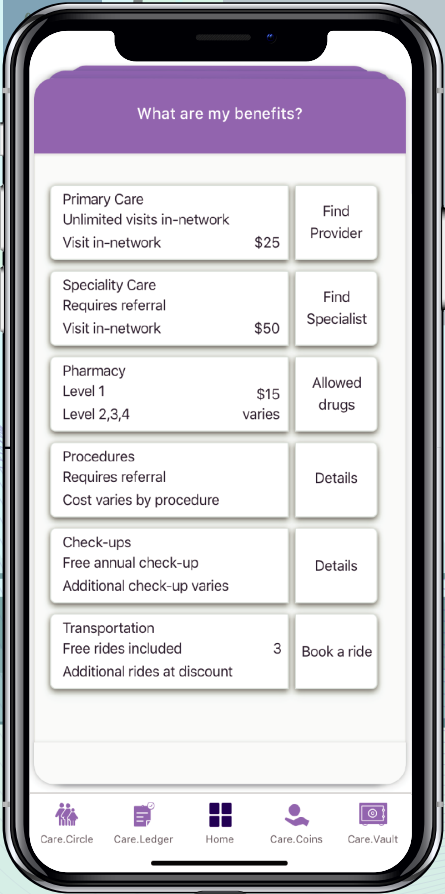 What are my benefits?
Primary Care
Unlimited visits in-network
Visit in-network $25
Find
Provider
Speciality Care
Requires referral
Visit in-network $50
Find
Specialist
Pharmacy
Level 1 $15
Level 2,3,4 varies
Allowed
drugs
Procedures
Requires referral
Cost varies by procedure
Details
Check-ups
Free annual check-up
Additional check-up varies
Details
Transportation
Free rides included 3
Additional rides at discount
Book a ride
Care.Circle
Care.Ledger
Home
Care.Coins
Care.Vault